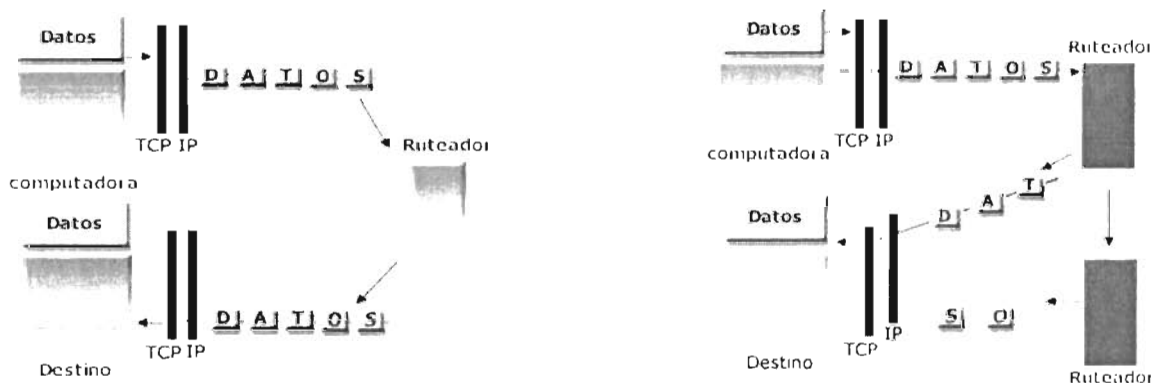 Datos
D A T O S
TCP IP
Ruteador
computadora
Datos
D A T O S
TCP IP
Destino
Datos
Ruteador
D A T O S
TCP IP
computadora
D A T
Datos
S O
IP
TCP
Destino
Ruteador